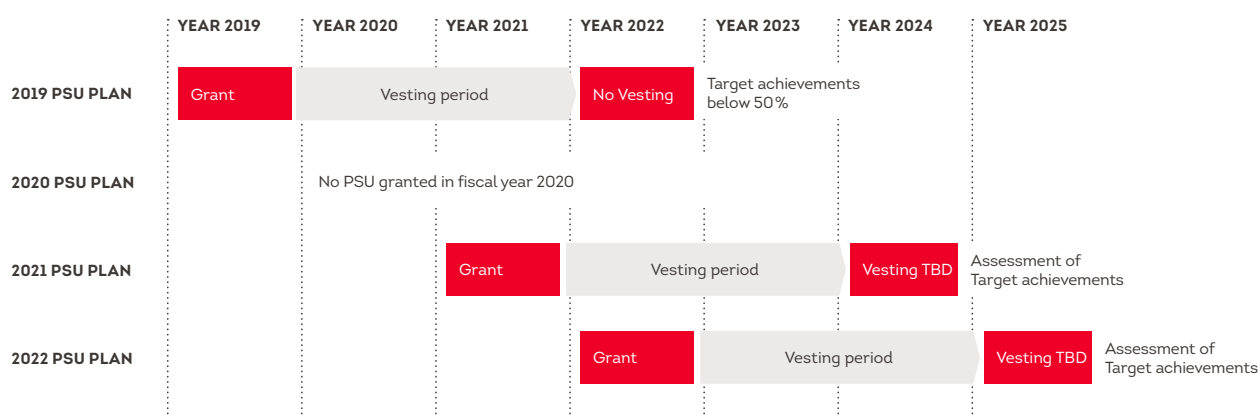 YEAR 2019 YEAR 2020 YEAR 2021 YEAR 2022 YEAR 2023 YEAR 2024 YEAR 2025
2019 PSU PLAN Grant Vesting period No Vesting Target achievements
below 50%
2020 PSU PLAN No PSU granted in fiscal year 2020
2021 PSU PLAN Grant Vesting period Vesting TBD Assessment of
Target achievements
2022 PSU PLAN Grant Vesting period Vesting TBD Assessment of
Target achievements